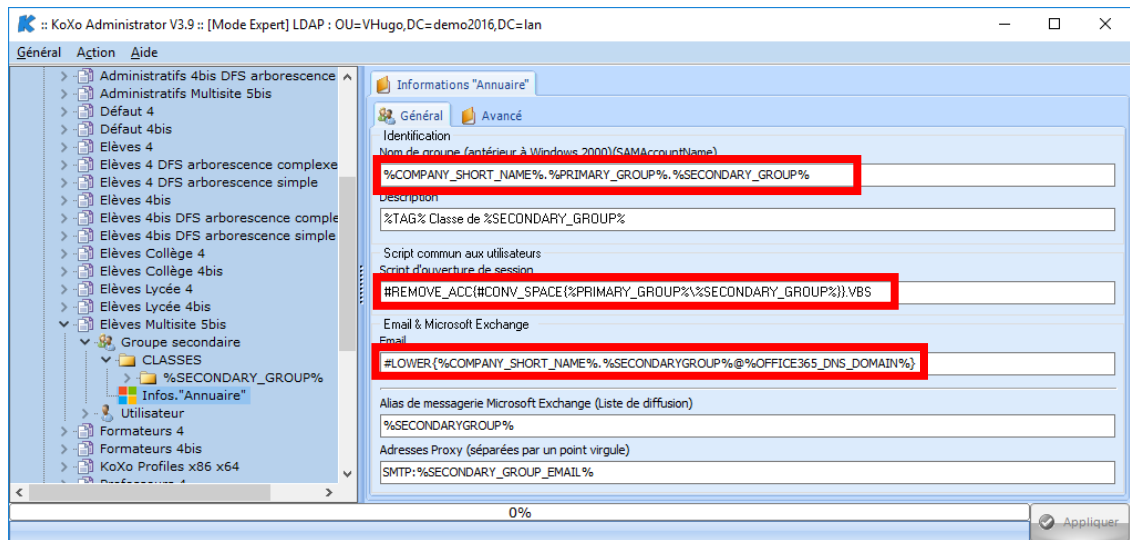 :: KoXo Administrator V3.9 :: [Mode Expert] LDAP : OU=VHugo,DC=demo2016,DC=lan
Général Action Aide
Administratifs 4bis DFS arborescence
Administratifs Multisite 5bis
Défaut 4
Défaut 4bis
Elèves 4
Elèves 4 DFS arborescence complexe
Elèves 4 DFS arborescence simple
Elèves 4bis
Elèves 4bis DFS arborescence comple
Elèves 4bis DFS arborescence simple
Elèves Collège 4
Elèves Collège 4bis
Elèves Lycée 4
Elèves Lycée 4bis
Elèves Multisite 5bis
Groupe secondaire
CLASSES
%SECONDARY_GROUP%
Infos."Annuaire"
Utilisateur
Formateurs 4
Formateurs 4bis
KoXo Profiles x86 x64
Informations "Annuaire"
Général Avancé
Identification
Nom de groupe (antérieur à Windows 2000)(SAMAccountName)
%COMPANY_SHORT_NAME%.%PRIMARY_GROUP%.%SECONDARY_GROUP%
Description
%TAG% Classe de %SECONDARY_GROUP%
Script commun aux utilisateurs
Script d'ouverture de session
#REMOVE_ACC{#CONV_SPACE{%PRIMARY_GROUP%\%SECONDARY_GROUP%}}.VBS
Email & Microsoft Exchange
Email
#LOWER{%COMPANY_SHORT_NAME%.%SECONDARYGROUP%@%OFFICE365_DNS_DOMAIN%}
Alias de messagerie Microsoft Exchange (Liste de diffusion)
%SECONDARYGROUP%
Adresses Proxy (séparées par un point virgule)
SMTP:%SECONDARY_GROUP_EMAIL%
0%
Appliquer